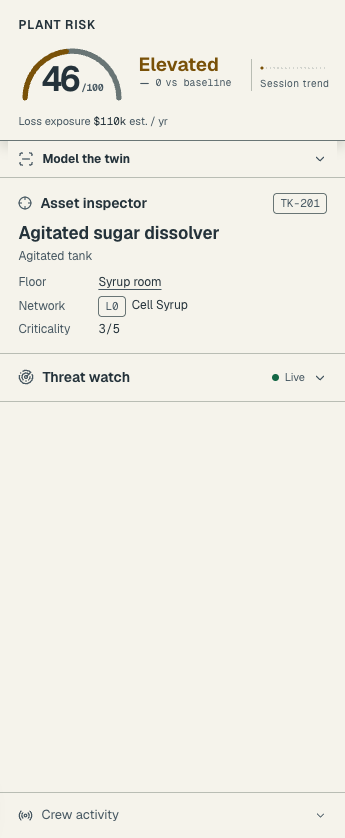 PLANT RISK
46/100
Elevated
— 0 vs baseline
Session trend
Loss exposure $110k est. / yr
Model the twin
Asset inspector
TK-201
Agitated sugar dissolver
Agitated tank
Floor Syrup room
Network L0 Cell Syrup
Criticality 3/5
Threat watch
Live
Crew activity